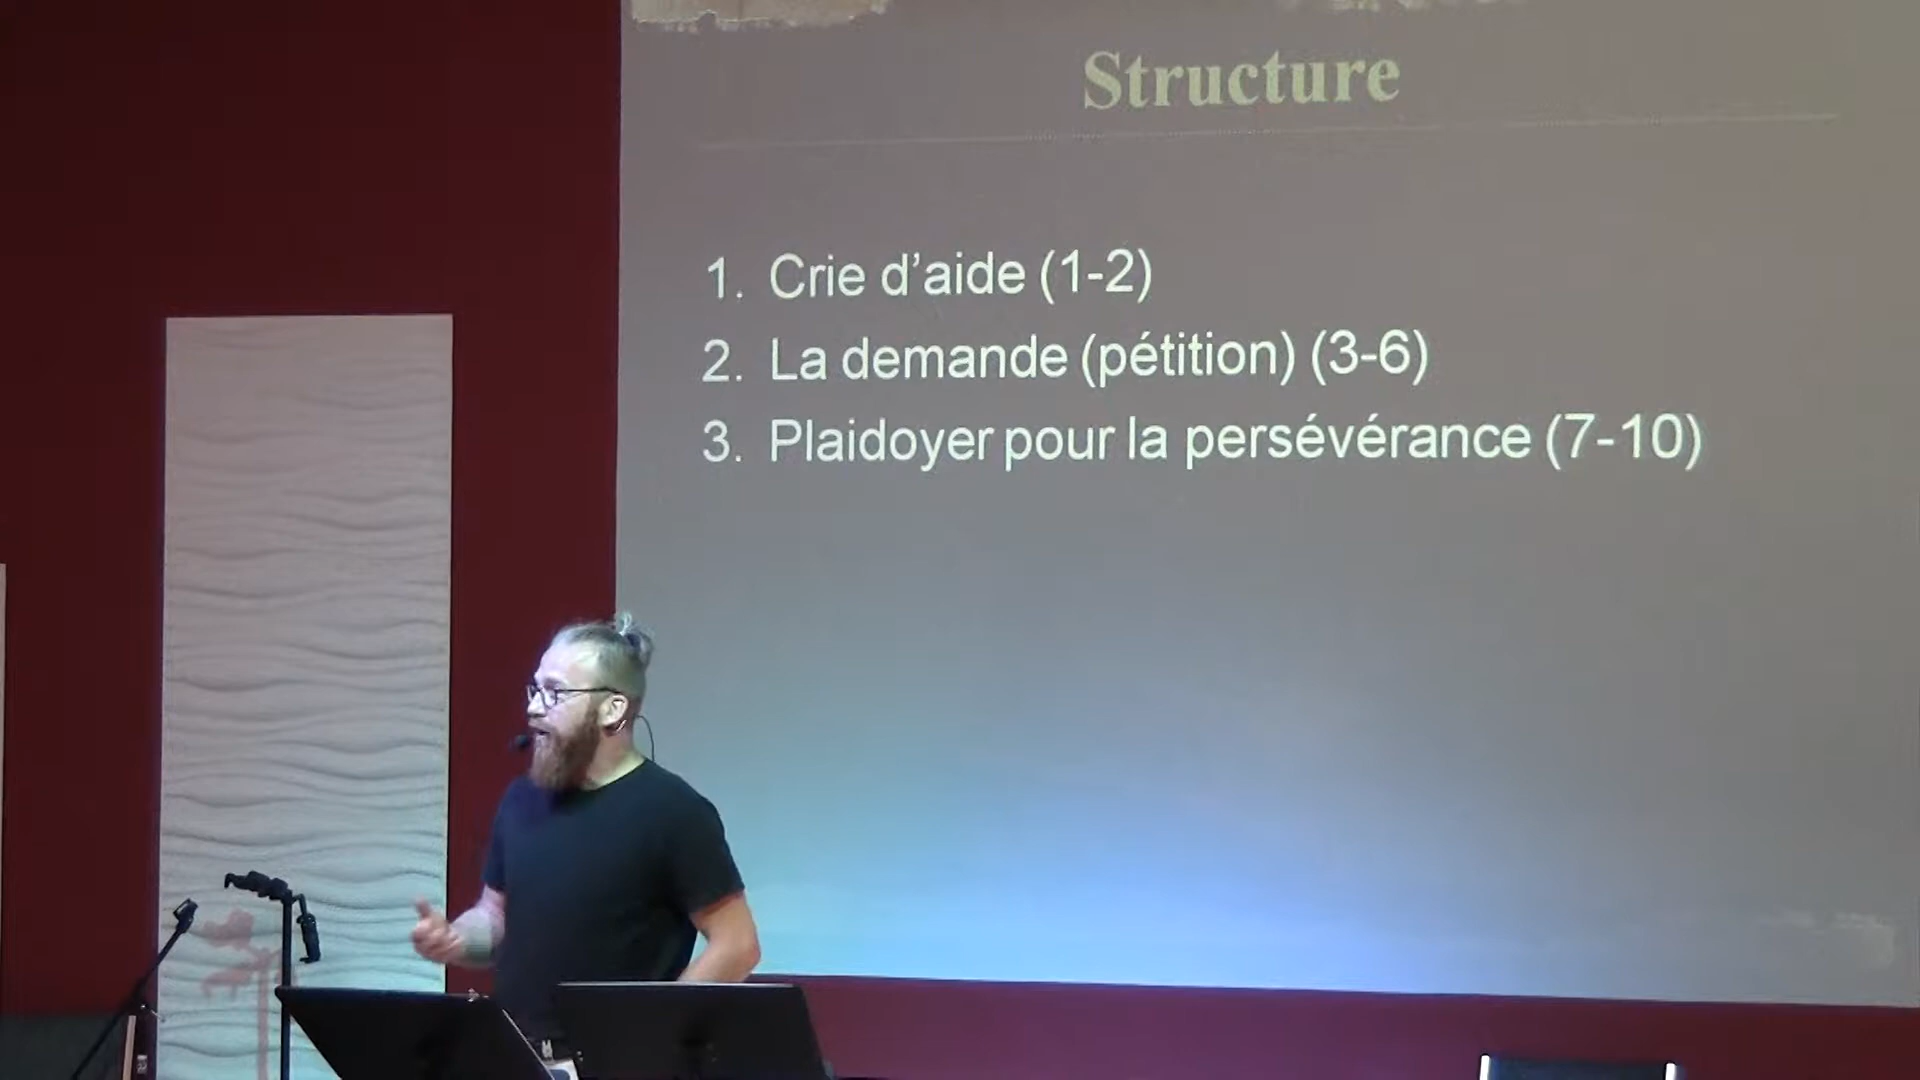 Structure
1. Crie d’aide (1-2)
2. La demande (pétition) (3-6)
3. Plaidoyer pour la persévérance (7-10)